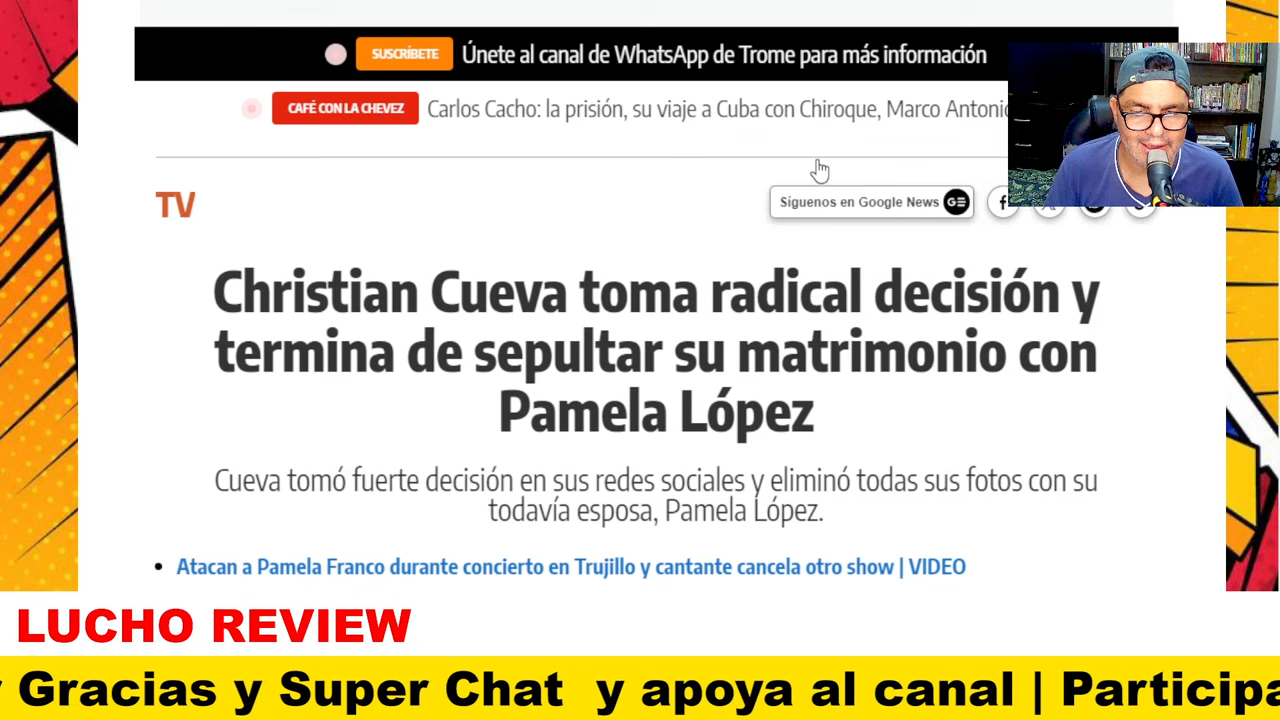 SUSCRÍBETE Únete al canal de WhatsApp de Trome para más información
CAFÉ CON LA CHEVEZ Carlos Cacho: la prisión, su viaje a Cuba con Chiroque, Marco Antonio
TV
Síguenos en Google News
Christian Cueva toma radical decisión y
termina de sepultar su matrimonio con
Pamela López
Cueva tomó fuerte decisión en sus redes sociales y eliminó todas sus fotos con su
todavía esposa, Pamela López.
• Atacan a Pamela Franco durante concierto en Trujillo y cantante cancela otro show | VIDEO
LUCHO REVIEW
y Gracias y Super Chat y apoya al canal | Participa